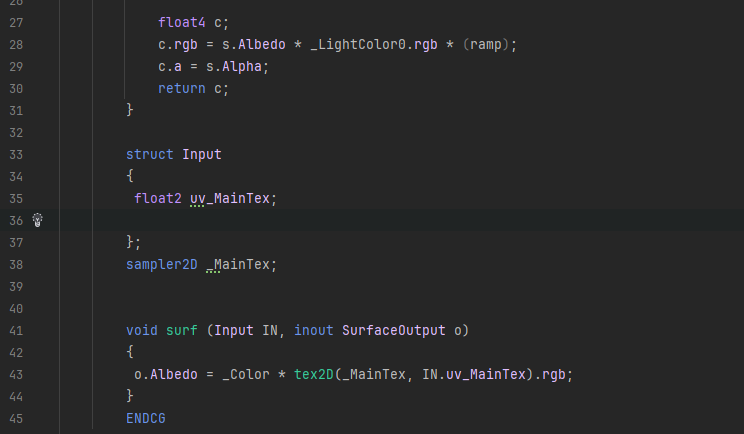 26
27 float4 c;
28 c.rgb = s.Albedo * _LightColor0.rgb * (ramp);
29 c.a = s.Alpha;
30 return c;
31 }
32
33 struct Input
34 {
35 float2 uv_MainTex;
36
37 };
38 sampler2D _MainTex;
39
40
41 void surf (Input IN, inout SurfaceOutput o)
42 {
43 o.Albedo = _Color * tex2D(_MainTex, IN.uv_MainTex).rgb;
44 }
45 ENDCG